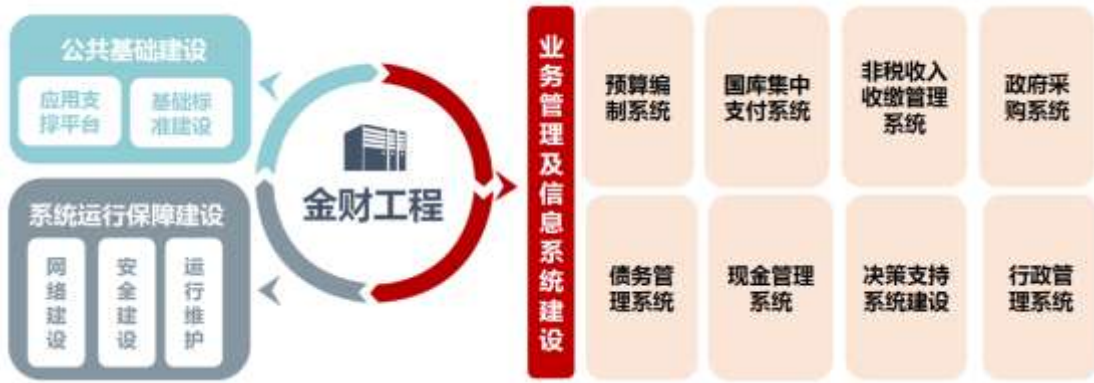 公共基础建设
应用支
撑平台
基础标
准建设
系统运行保障建设
网络建设
安全建设
运行维护
金财工程
业务管理及信息系统建设
预算编
制系统
国库集中
支付系统
非税收入
收缴管理
系统
政府采
购系统
债务管
理系统
现金管理
系统
决策支持
系统建设
行政管
理系统